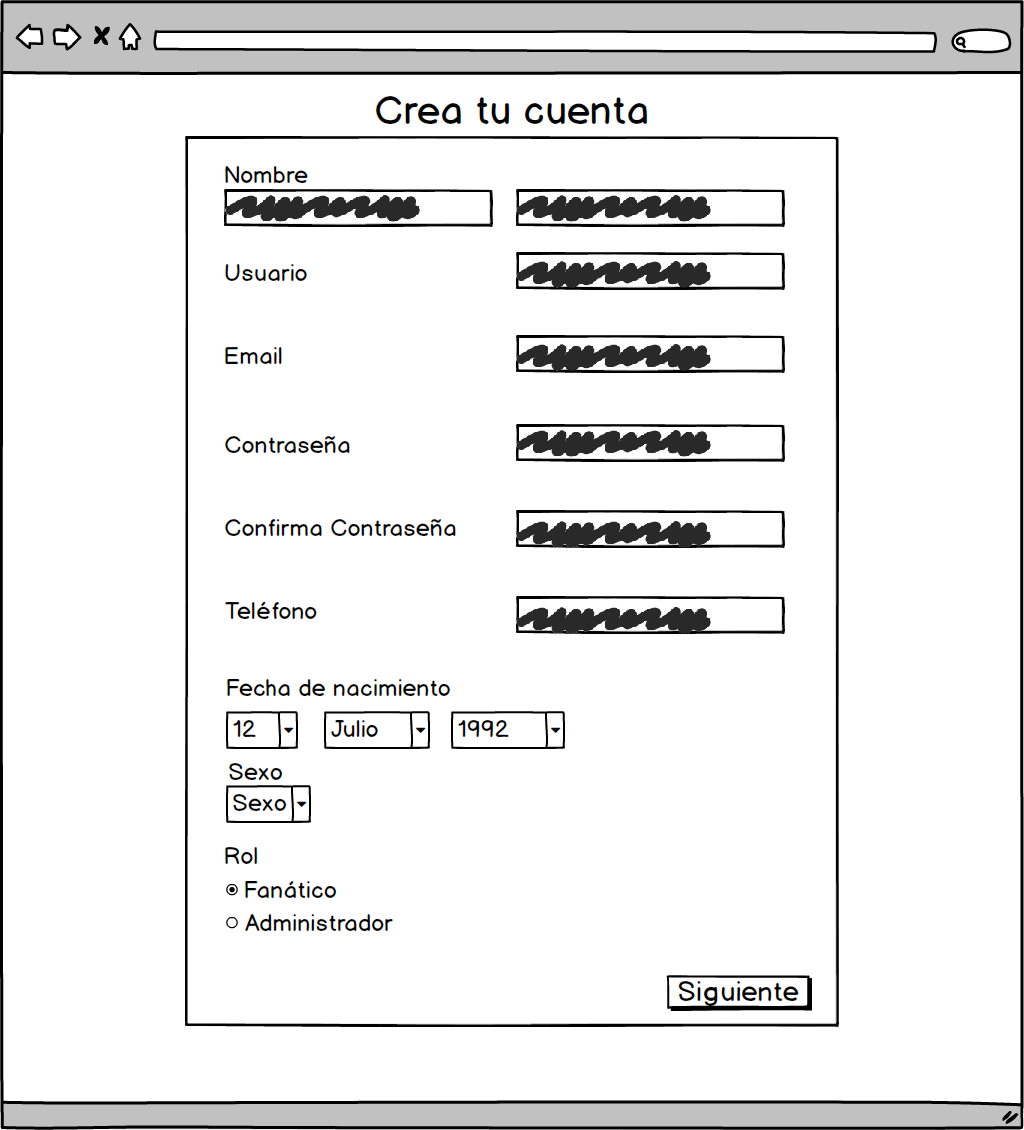 Crea tu cuenta
Nombre
Usuario
Email
Contraseña
Confirma Contraseña
Teléfono
Fecha de nacimiento
12 Julio 1992
Sexo
Sexo
Rol
Fanático
Administrador
Siguiente